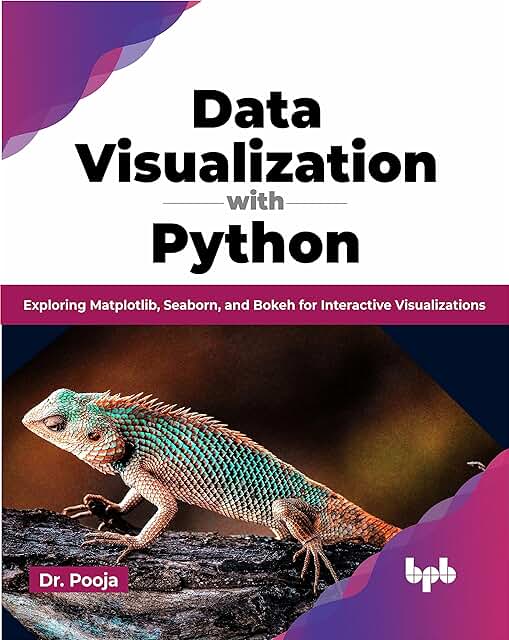 Data
Visualization
with
Python
Exploring Matplotlib, Seaborn, and Bokeh for Interactive Visualizations
Dr. Pooja
bpb